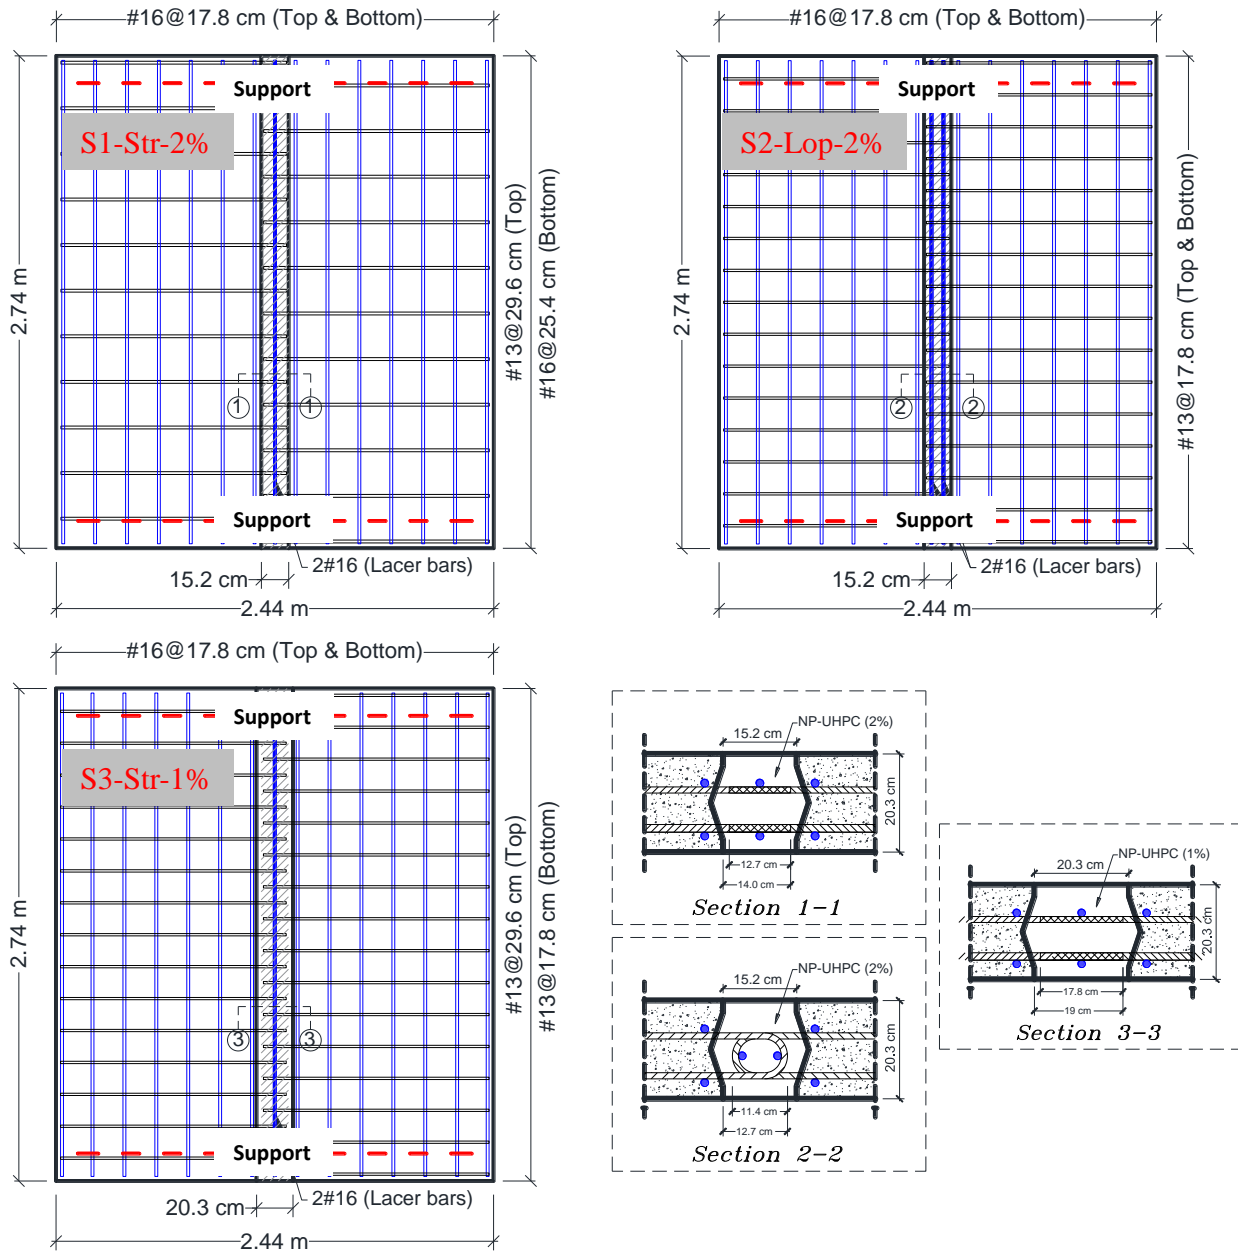 #16@17.8 cm (Top & Bottom)
Support
S1-Str-2%
2.74 m
#13@29.6 cm (Top)
#16@25.4 cm (Bottom)
1
1
Support
2#16 (Lacer bars)
15.2 cm
2.44 m
#16@17.8 cm (Top & Bottom)
Support
S2-Lop-2%
2.74 m
#13@17.8 cm (Top & Bottom)
2
2
Support
2#16 (Lacer bars)
15.2 cm
2.44 m
#16@17.8 cm (Top & Bottom)
Support
S3-Str-1%
2.74 m
#13@29.6 cm (Top)
#13@17.8 cm (Bottom)
3
3
Support
2#16 (Lacer bars)
20.3 cm
2.44 m
NP-UHPC (2%)
15.2 cm
20.3 cm
12.7 cm
14.0 cm
Section 1-1
NP-UHPC (2%)
15.2 cm
20.3 cm
11.4 cm
12.7 cm
Section 2-2
NP-UHPC (1%)
20.3 cm
20.3 cm
17.8 cm
19 cm
Section 3-3